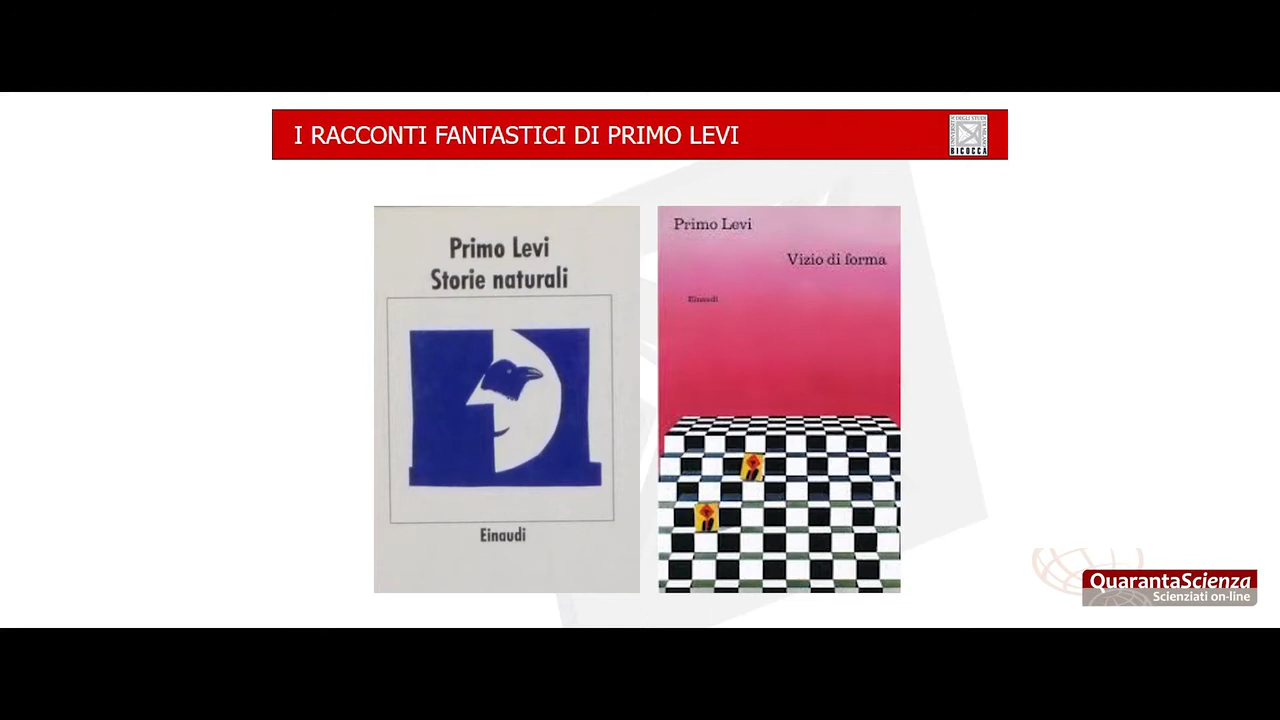 I RACCONTI FANTASTICI DI PRIMO LEVI
BICOCCA
Primo Levi
Storie naturali
Einaudi
Primo Levi
Vizio di forma
Einaudi
QuarantaScienza
Scienziati on-line